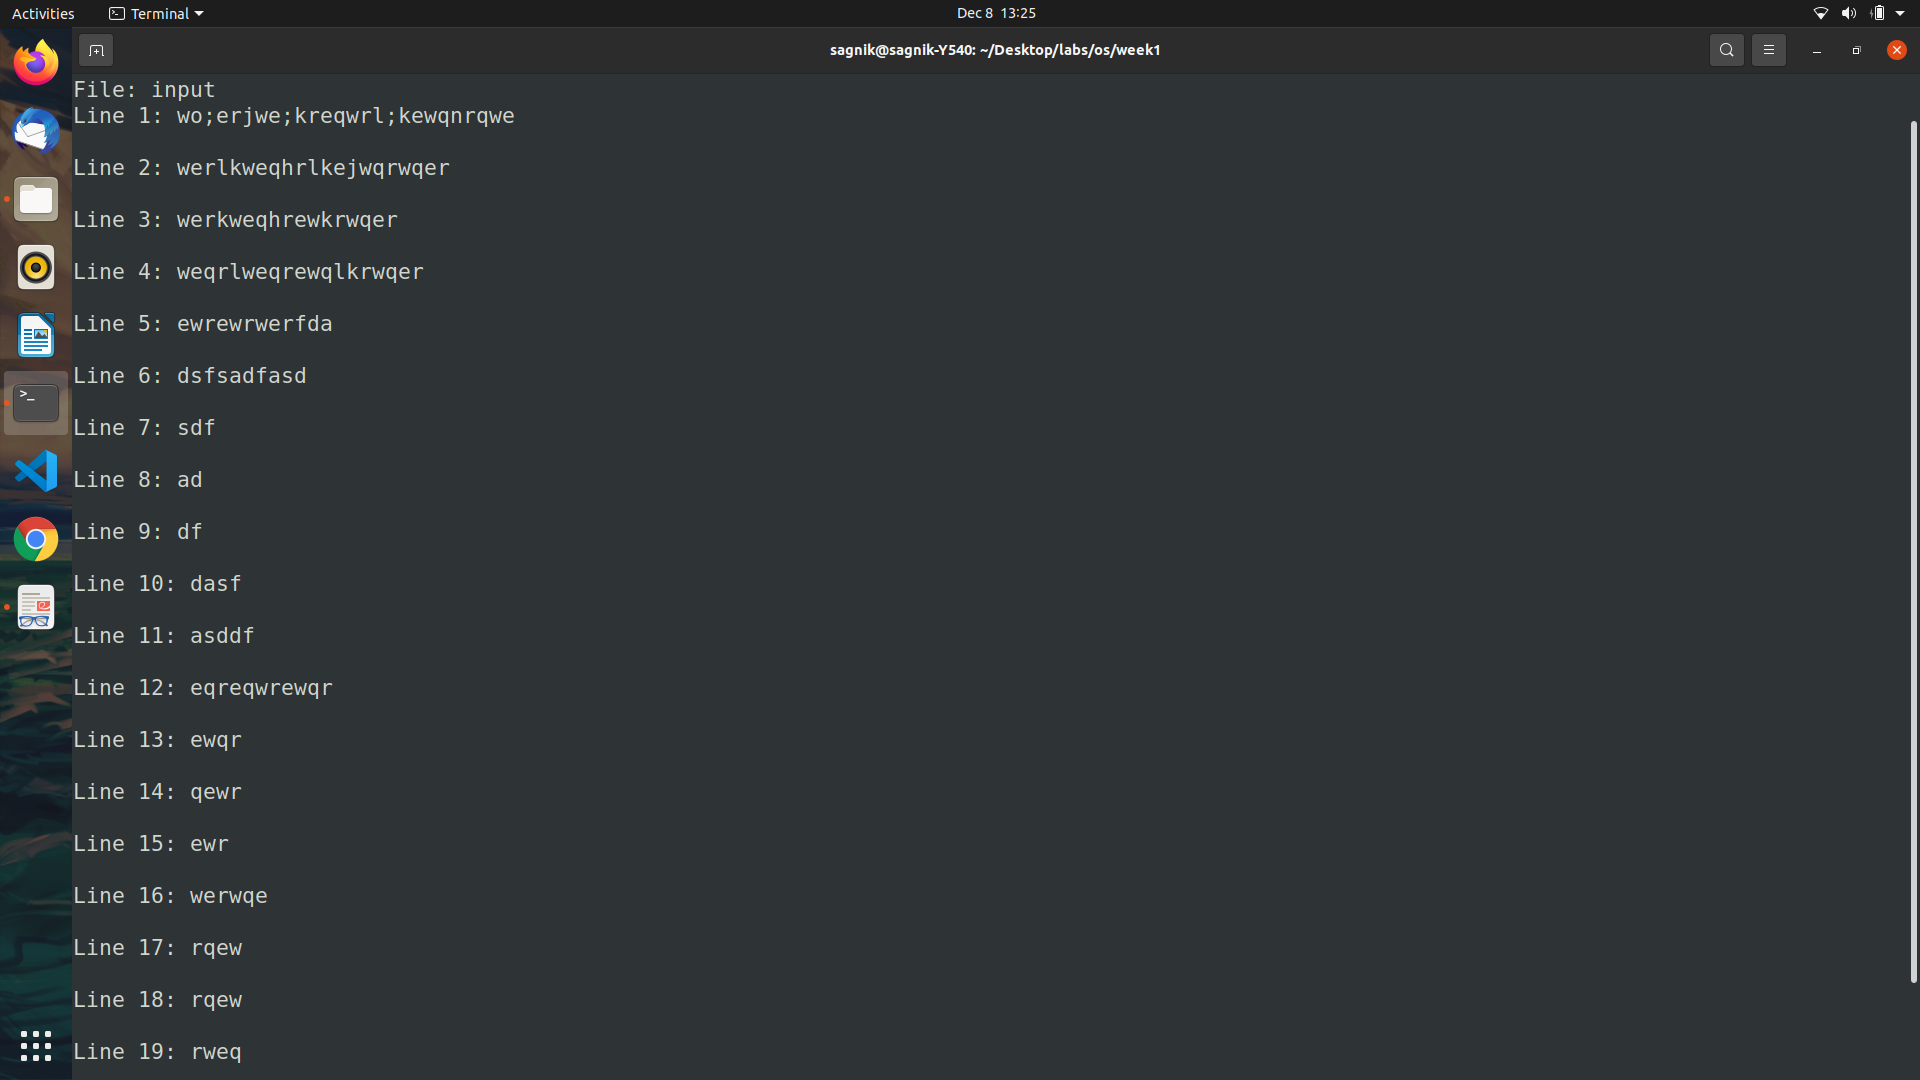 Activities
Terminal
Dec 8 13:25
sagnik@sagnik-Y540: ~/Desktop/labs/os/week1
File: input
Line 1: wo;erjwe;kreqwrl;kewqnrqwe
Line 2: werlkweqhrlkejwqrwqer
Line 3: werkweqhrewkrwqer
Line 4: weqrlweqrewqlkrwqer
Line 5: ewrewrwerfda
Line 6: dsfsadfasd
Line 7: sdf
Line 8: ad
Line 9: df
Line 10: dasf
Line 11: asddf
Line 12: eqreqwrewqr
Line 13: ewqr
Line 14: qewr
Line 15: ewr
Line 16: werwqe
Line 17: rqew
Line 18: rqew
Line 19: rweq